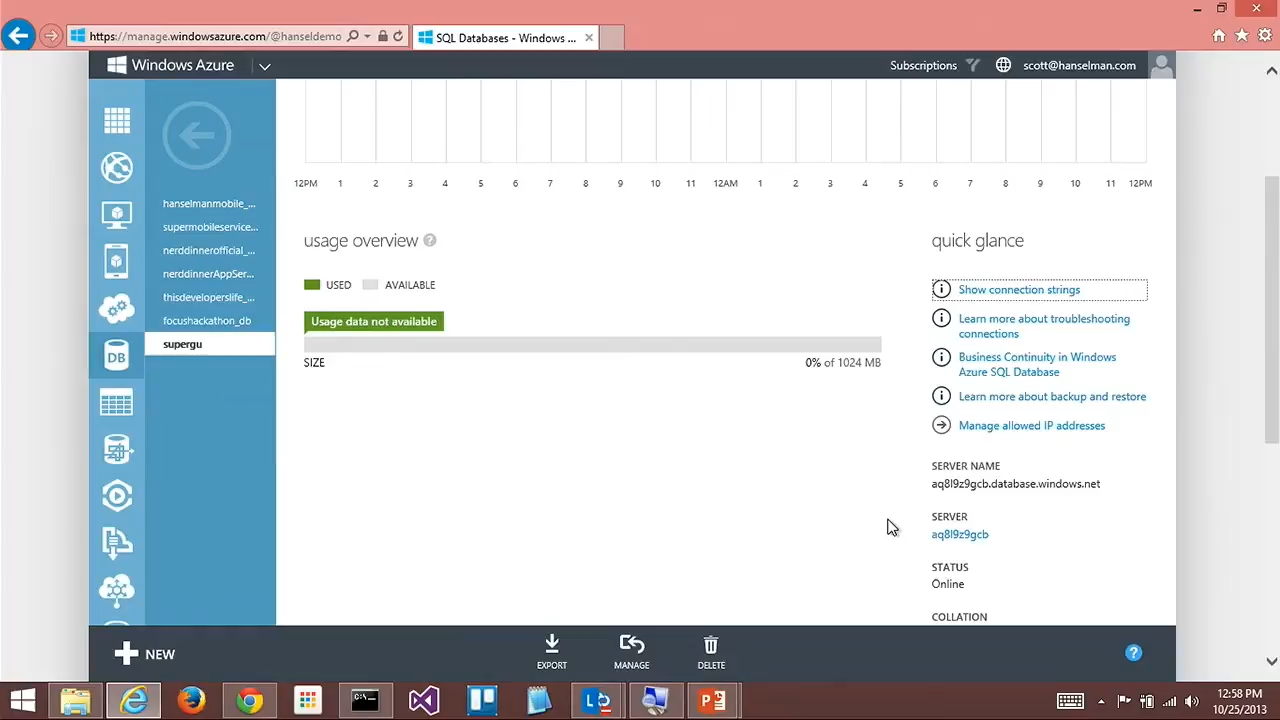 https://manage.windowsazure.com/@hanseldemo
SQL Databases - Windows ...
Windows Azure
Subscriptions
scott@hanselman.com
12PM 1 2 3 4 5 6 7 8 9 10 11 12AM 1 2 3 4 5 6 7 8 9 10 11 12PM
hanselmanmobile_...
supermobileservice...
nerddinnerofficial_...
nerddinnerAppSer...
thisdeveloperslife_...
focushackathon_db
supergu
DB
usage overview ?
USED AVAILABLE
Usage data not available
SIZE 0% of 1024 MB
quick glance
Show connection strings
Learn more about troubleshooting
connections
Business Continuity in Windows
Azure SQL Database
Learn more about backup and restore
Manage allowed IP addresses
SERVER NAME
aq8l9z9gcb.database.windows.net
SERVER
aq8l9z9gcb
STATUS
Online
COLLATION
NEW
EXPORT
MANAGE
DELETE
?
12:58 PM
10/25/2013